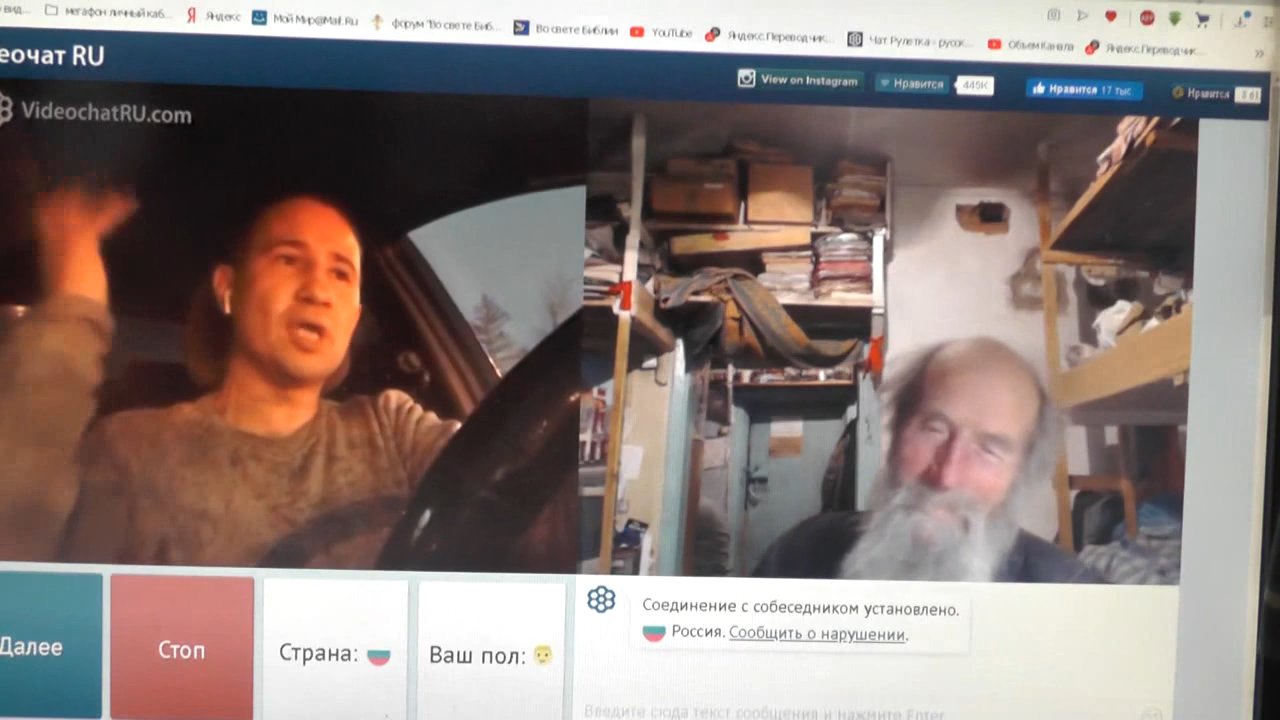 мегафон личный каб...
Яндекс
Мой Мир@Mail.Ru
форум "Во свете Биб...
Во свете Библии
YouTube
Яндекс.Переводчик...
Чат Рулетка - русск...
Объем Канала
Яндекс.Переводчик...
»
еочат RU
View on Instagram
Нравится
445K
Нравится 17 тыс.
Нравится
VideochatRU.com
Далее
Стоп
Страна:
Ваш пол:
Соединение с собеседником установлено.
Россия. Сообщить о нарушении.
Введите сюда текст сообщения и нажмите Enter